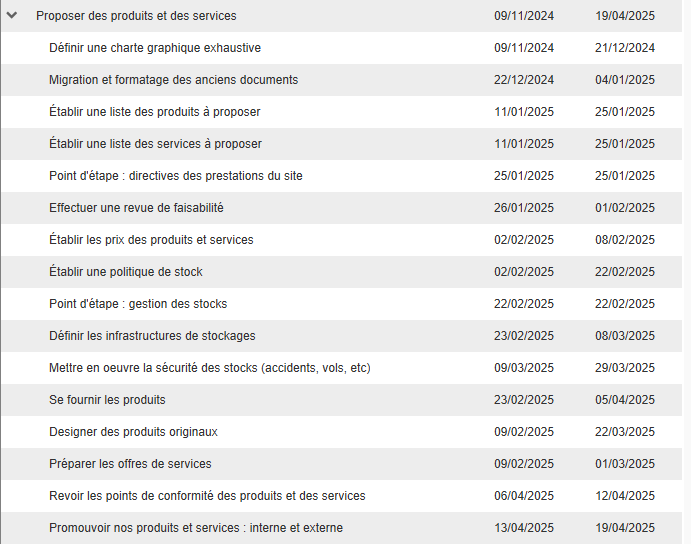 Proposer des produits et des services 09/11/2024 19/04/2025
Définir une charte graphique exhaustive 09/11/2024 21/12/2024
Migration et formatage des anciens documents 22/12/2024 04/01/2025
Établir une liste des produits à proposer 11/01/2025 25/01/2025
Établir une liste des services à proposer 11/01/2025 25/01/2025
Point d'étape : directives des prestations du site 25/01/2025 25/01/2025
Effectuer une revue de faisabilité 26/01/2025 01/02/2025
Établir les prix des produits et services 02/02/2025 08/02/2025
Établir une politique de stock 02/02/2025 22/02/2025
Point d'étape : gestion des stocks 22/02/2025 22/02/2025
Définir les infrastructures de stockages 23/02/2025 08/03/2025
Mettre en oeuvre la sécurité des stocks (accidents, vols, etc) 09/03/2025 29/03/2025
Se fournir les produits 23/02/2025 05/04/2025
Designer des produits originaux 09/02/2025 22/03/2025
Préparer les offres de services 09/02/2025 01/03/2025
Revoir les points de conformité des produits et des services 06/04/2025 12/04/2025
Promouvoir nos produits et services : interne et externe 13/04/2025 19/04/2025